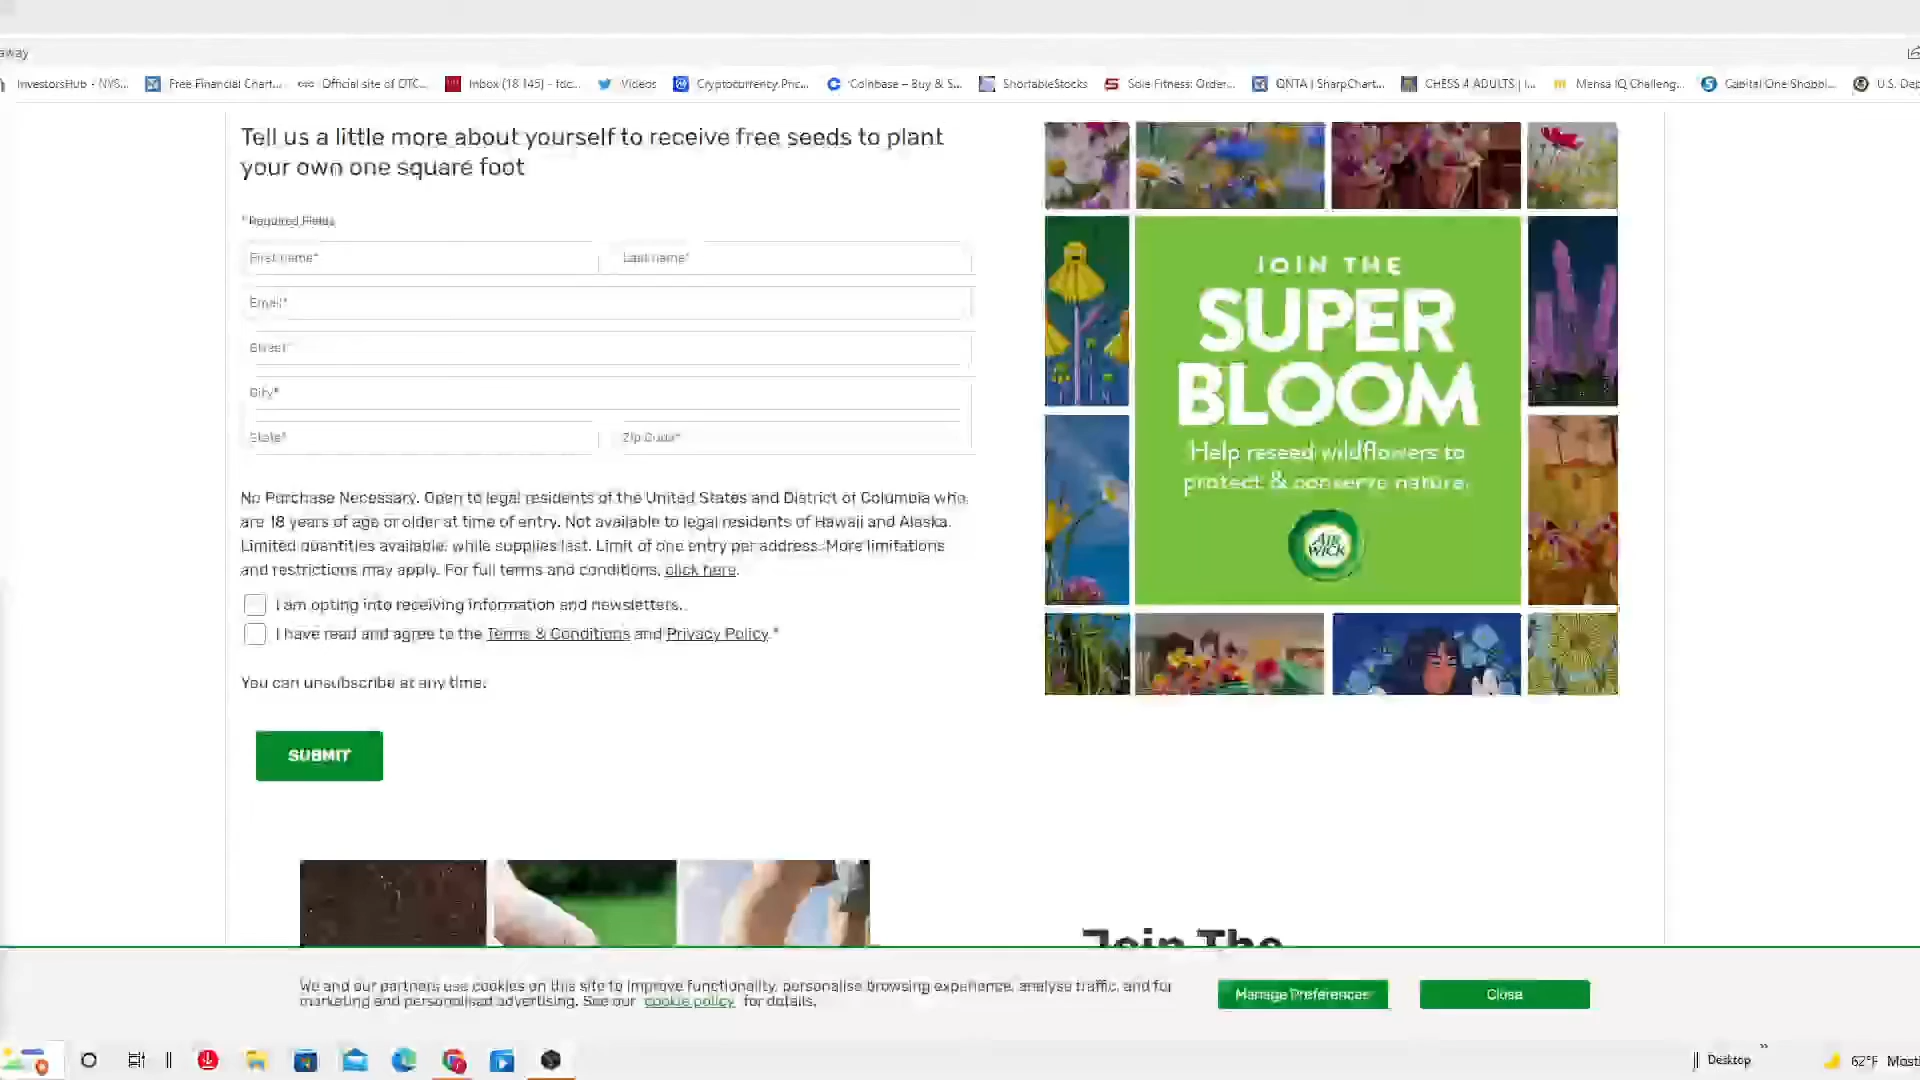 away
InvestorsHub - NYS...
Free Financial Chart...
Official site of OTC...
Inbox (18 145) - fdc...
Videos
Cryptocurrency Pric...
Coinbase – Buy & S...
ShortableStocks
Sole Fitness: Order...
QNTA | SharpChart...
CHESS 4 ADULTS | I...
Mensa IQ Challeng...
Capital One Shoppi...
U.S. Dep
Tell us a little more about yourself to receive free seeds to plant
your own one square foot
*Required Fields
First name*
Last name*
Email*
Street*
City*
State*
Zip Code*
No Purchase Necessary. Open to legal residents of the United States and District of Columbia who
are 18 years of age or older at time of entry. Not available to legal residents of Hawaii and Alaska.
Limited quantities available, while supplies last. Limit of one entry per address. More limitations
and restrictions may apply. For full terms and conditions, click here.
I am opting into receiving information and newsletters.
I have read and agree to the Terms & Conditions and Privacy Policy.*
You can unsubscribe at any time.
SUBMIT
JOIN THE
SUPER
BLOOM
Help reseed wildflowers to
protect & conserve nature.
AIR
WICK
Join The
We and our partners use cookies on this site to improve functionality, personalise browsing experience, analyse traffic, and for
marketing and personalised advertising. See our cookie policy for details.
Manage Preferences
Close
Desktop
62°F Mostl